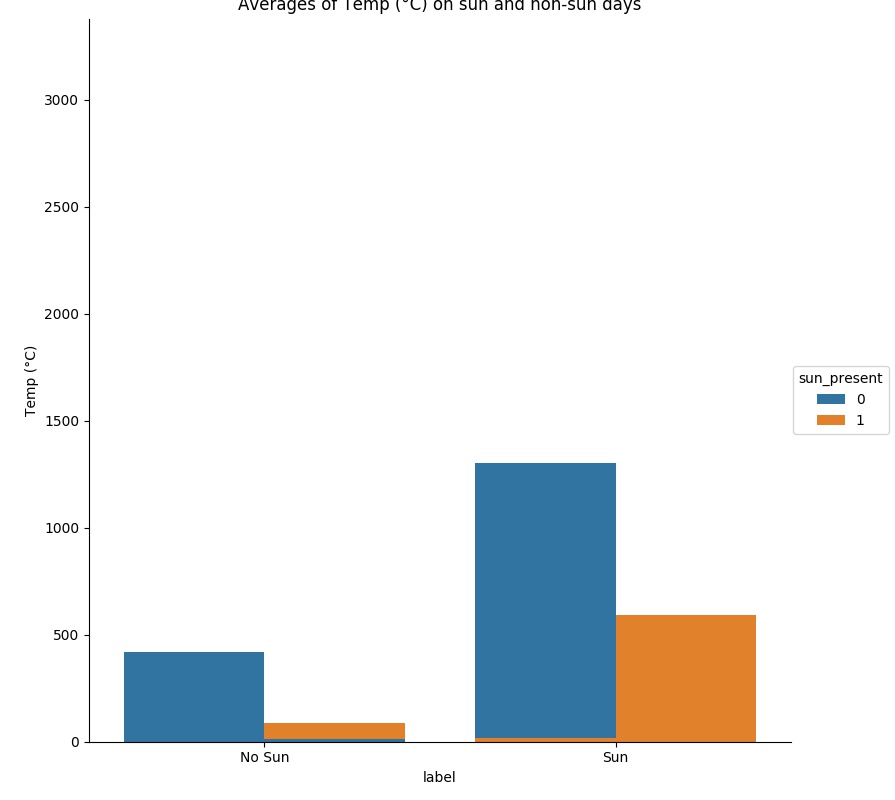 Averages of Temp (°C) on sun and non-sun days
3000
2500
2000
1500
1000
500
0
Temp (°C)
No Sun
Sun
label
sun_present
0
1